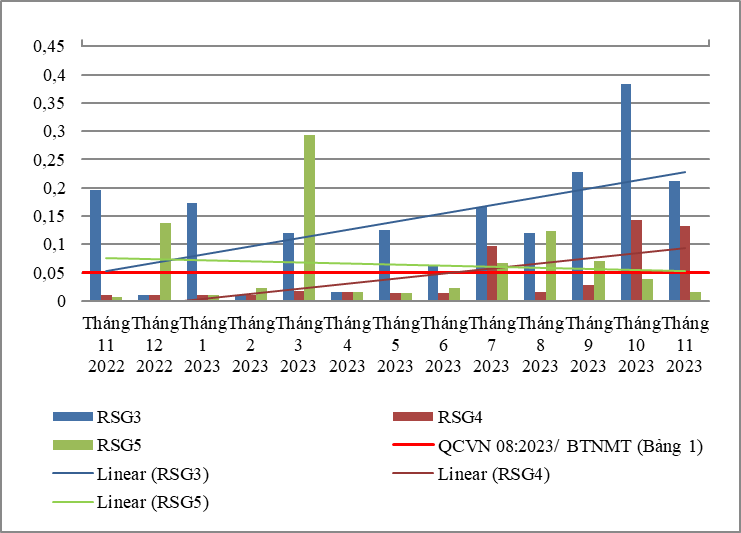 0,45
0,4
0,35
0,3
0,25
0,2
0,15
0,1
0,05
0
Tháng Tháng Tháng Tháng Tháng Tháng Tháng Tháng Tháng Tháng Tháng Tháng Tháng
11 12 1 2 3 4 5 6 7 8 9 10 11
2022 2022 2023 2023 2023 2023 2023 2023 2023 2023 2023 2023 2023
RSG3 RSG4
RSG5 QCVN 08:2023/ BTNMT (Bảng 1)
Linear (RSG3) Linear (RSG4)
Linear (RSG5)